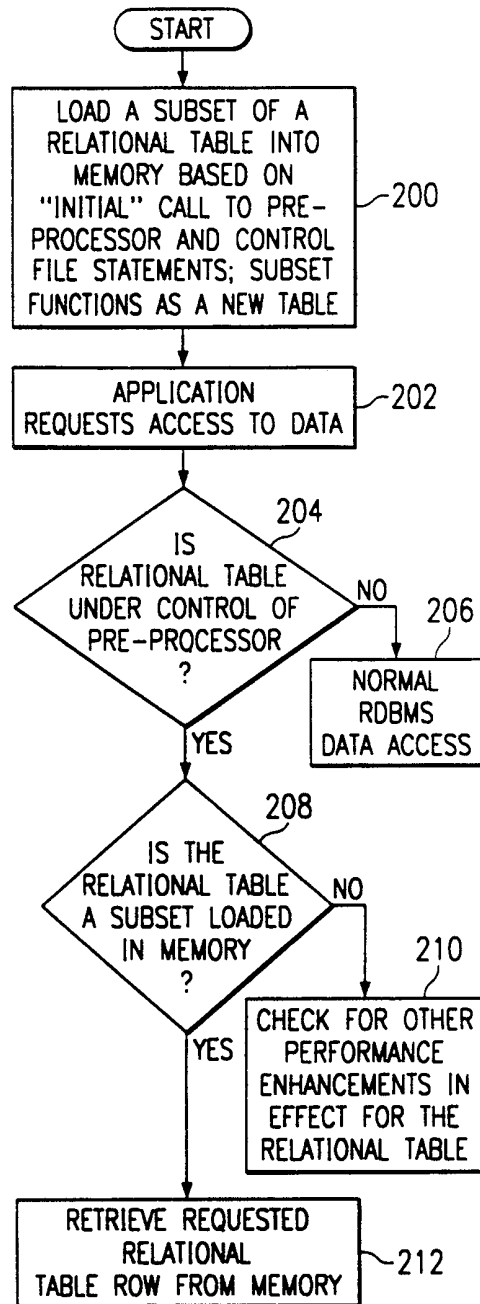 START
LOAD A SUBSET OF A
RELATIONAL TABLE INTO
MEMORY BASED ON
"INITIAL" CALL TO PRE-
PROCESSOR AND CONTROL
FILE STATEMENTS; SUBSET
FUNCTIONS AS A NEW TABLE
200
APPLICATION
REQUESTS ACCESS TO DATA
202
204
IS
RELATIONAL TABLE
UNDER CONTROL OF
PRE-PROCESSOR
?
NO
206
NORMAL
RDBMS
DATA ACCESS
YES
208
IS THE
RELATIONAL TABLE
A SUBSET LOADED
IN MEMORY
?
NO
210
CHECK FOR OTHER
PERFORMANCE
ENHANCEMENTS IN
EFFECT FOR THE
RELATIONAL TABLE
YES
RETRIEVE REQUESTED
RELATIONAL
TABLE ROW FROM MEMORY
212